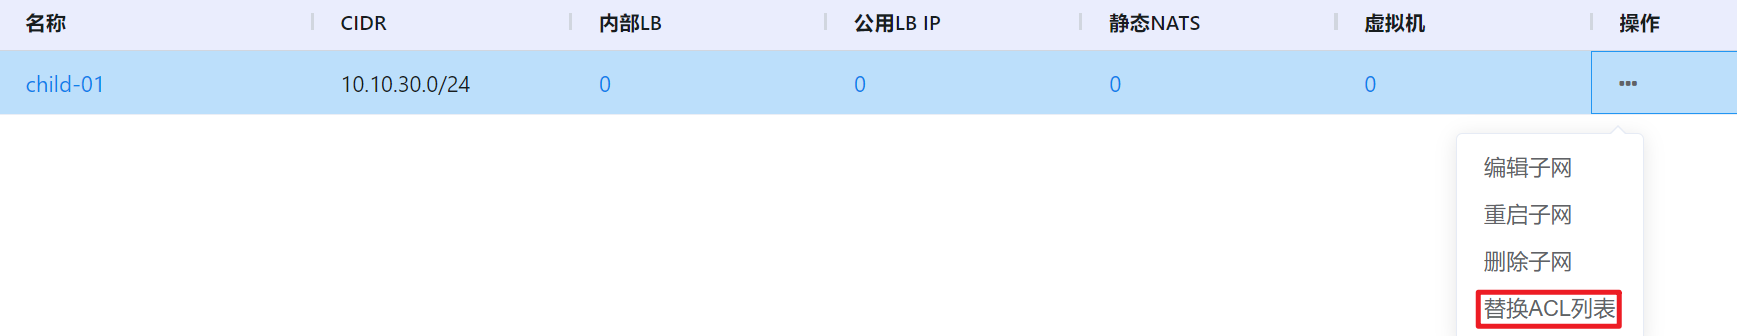 名称 CIDR 内部LB 公用LB IP 静态NATS 虚拟机 操作
child-01 10.10.30.0/24 0 0 0 0 •••
编辑子网
重启子网
删除子网
替换ACL列表